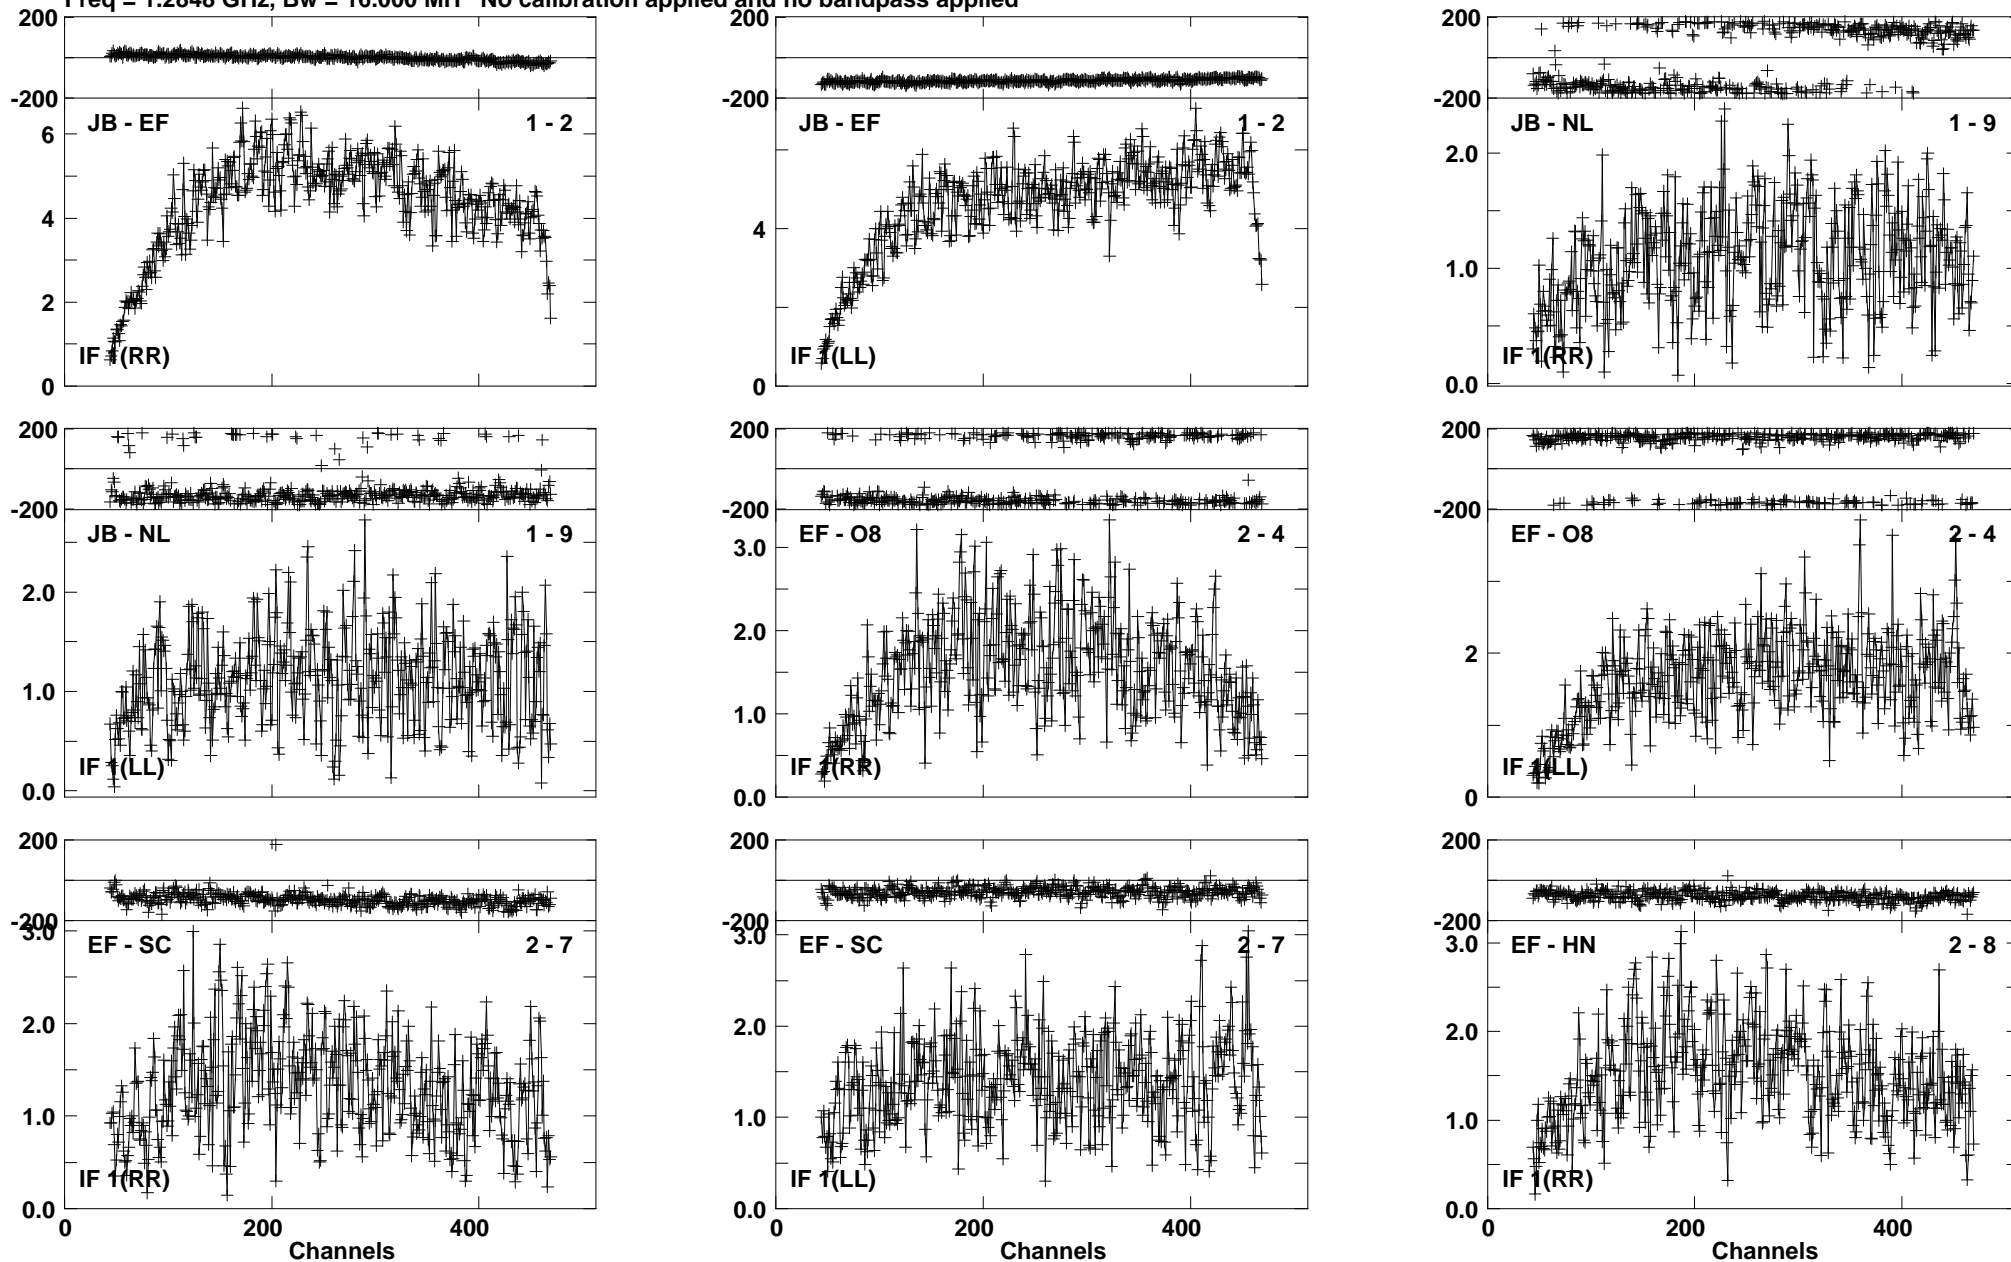 Freq = 1.2848 GHz, Bw = 16.000 MH No calibration applied and no bandpass applied
200
-200
JB - EF
1 - 2
6
4
2
0
IF 1(RR)
200
-200
JB - EF
1 - 2
4
0
IF 1(LL)
200
-200
JB - NL
1 - 9
2.0
1.0
0.0
IF 1(RR)
200
-200
JB - NL
1 - 9
2.0
1.0
0.0
IF 1(LL)
200
-200
EF - O8
2 - 4
3.0
2.0
1.0
0.0
IF 1(RR)
200
-200
EF - O8
2 - 4
2
0
IF 1(LL)
200
-200
3.0
EF - SC
2 - 7
2.0
1.0
0.0
IF 1(RR)
0 200 400
Channels
200
-200
3.0
EF - SC
2 - 7
2.0
1.0
0.0
IF 1(LL)
0 200 400
Channels
200
-200
EF - HN
2 - 8
3.0
2.0
1.0
0.0
IF 1(RR)
0 200 400
Channels